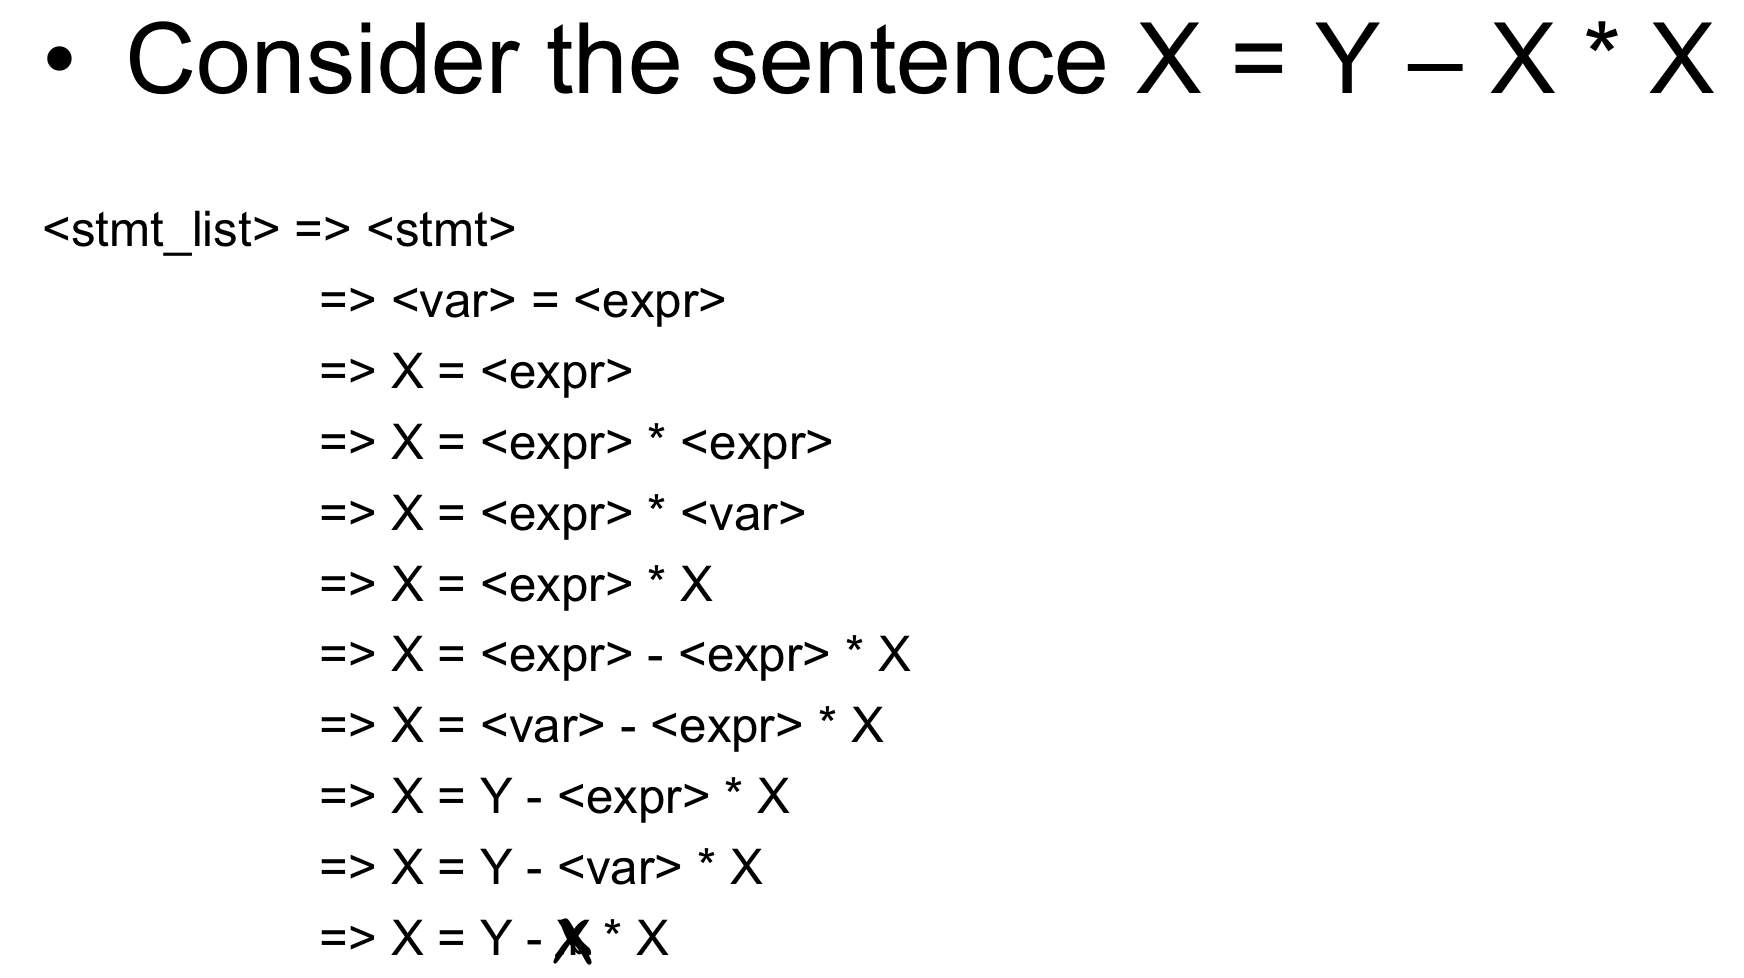 • Consider the sentence X = Y – X * X
<stmt_list> => <stmt>
=> <var> = <expr>
=> X = <expr>
=> X = <expr> * <expr>
=> X = <expr> * <var>
=> X = <expr> * X
=> X = <expr> - <expr> * X
=> X = <var> - <expr> * X
=> X = Y - <expr> * X
=> X = Y - <var> * X
=> X = Y - X * X